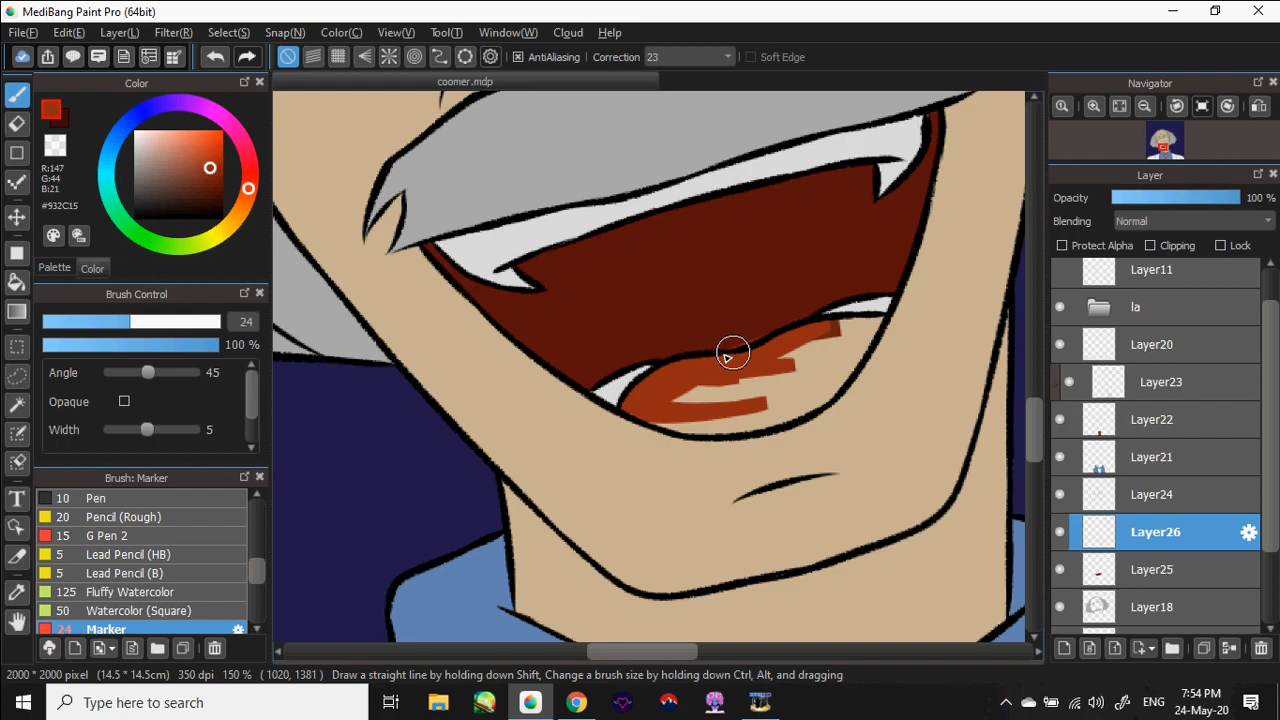 MediBang Paint Pro (64bit)
File(F) Edit(E) Layer(L) Filter(R) Select(S) Snap(N) Color(C) View(V) Tool(T) Window(W) Cloud Help
AntiAliasing Correction 23 Soft Edge
Color
coomer.mdp
Navigator
R:147
G:44
B:21
#932C15
Palette Color
Brush Control
24
100 %
Angle 45
Opaque
Width 5
Brush: Marker
10 Pen
20 Pencil (Rough)
15 G Pen 2
5 Lead Pencil (HB)
5 Lead Pencil (B)
125 Fluffy Watercolor
50 Watercolor (Square)
24 Marker
Layer
Opacity 100 %
Blending Normal
Protect Alpha Clipping Lock
Layer11
la
Layer20
Layer23
Layer22
Layer21
Layer24
Layer26
Layer25
Layer18
2000 * 2000 pixel (14.5 * 14.5cm) 350 dpi 150 % ( 1020, 1381 ) Draw a straight line by holding down Shift, Change a brush size by holding down Ctrl, Alt, and dragging
Type here to search
ENG
7:54 PM
24-May-20